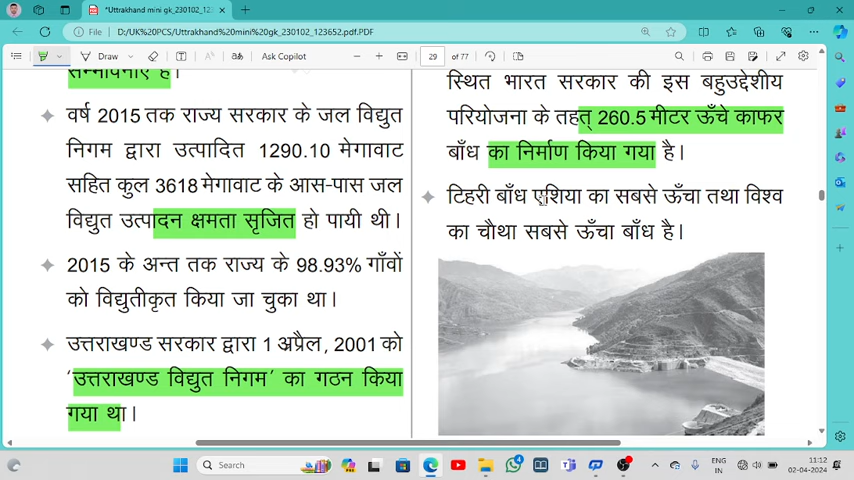 *Uttrakhand mini gk_230102_123
File
D:/UK%20PCS/Uttrakhand%20mini%20gk_230102_123652.pdf.PDF
Draw
Ask Copilot
29 of 77
सम्भावनाएँ है।
वर्ष 2015 तक राज्य सरकार के जल विद्युत
निगम द्वारा उत्पादित 1290.10 मेगावाट
सहित कुल 3618 मेगावाट के आस-पास जल
विद्युत उत्पादन क्षमता सृजित हो पायी थी।
2015 के अन्त तक राज्य के 98.93% गाँवों
को विद्युतीकृत किया जा चुका था।
उत्तराखण्ड सरकार द्वारा 1 अप्रैल, 2001 को
'उत्तराखण्ड विद्युत निगम' का गठन किया
गया था।
स्थित भारत सरकार की इस बहुउद्देशीय
परियोजना के तहत् 260.5 मीटर ऊँचे काफर
बाँध का निर्माण किया गया है।
टिहरी बाँध एशिया का सबसे ऊँचा तथा विश्व
का चौथा सबसे ऊँचा बाँध है।
Search
4
ENG
IN
11:12
02-04-2024